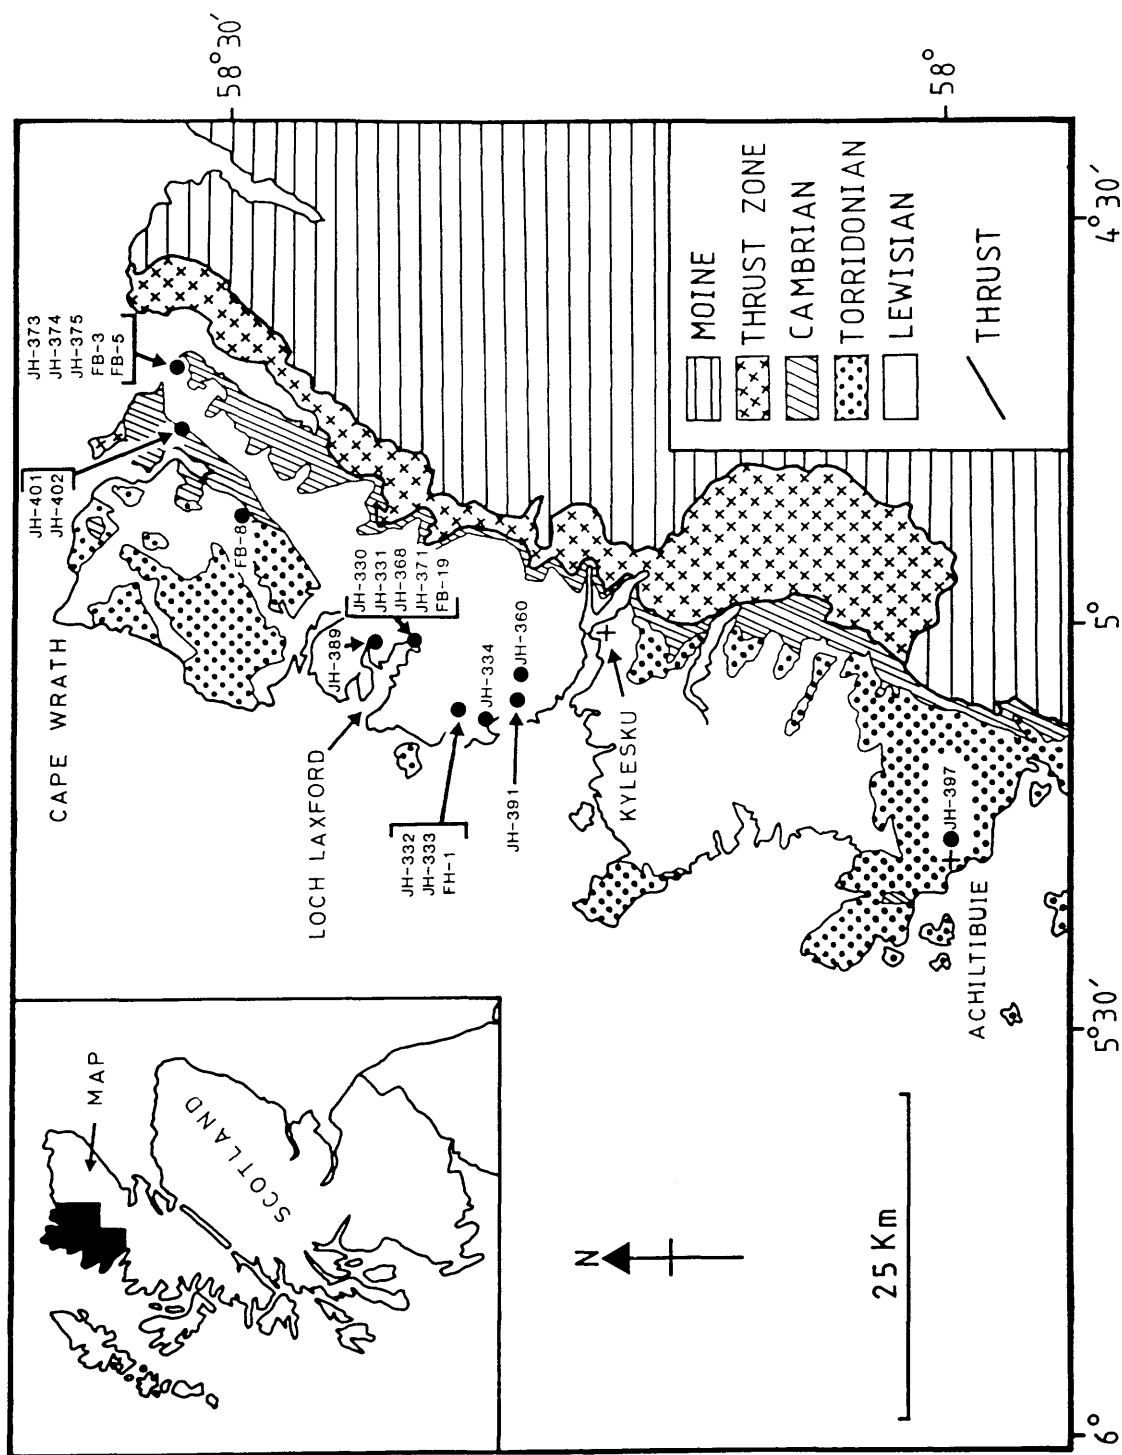 MAP
SCOTLAND
CAPE WRATH
JH-401
JH-402
JH-373
JH-374
JH-375
FB-3
FB-5
FB-8
LOCH LAXFORD
JH-389
JH-330
JH-331
JH-368
JH-371
FB-19
JH-332
JH-333
FH-1
JH-334
JH-391
JH-360
KYLESKU
ACHILTIBUIE
JH-397
N
25 Km
MOINE
THRUST ZONE
CAMBRIAN
TORRIDONIAN
LEWISIAN
THRUST
58°30′
58°
6°
5°30′
5°
4°30′